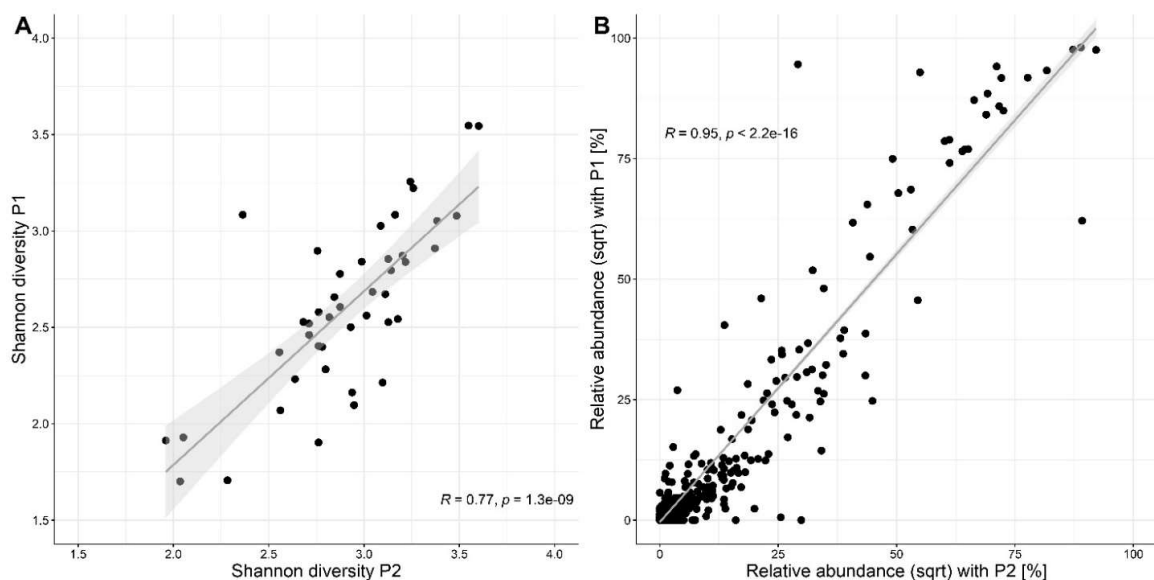 A
4.0
3.5
3.0
2.5
2.0
1.5
Shannon diversity P1
R = 0.77, p = 1.3e-09
1.5
2.0
2.5
3.0
3.5
4.0
Shannon diversity P2
B
100
75
50
25
0
Relative abundance (sqrt) with P1 [%]
R = 0.95, p < 2.2e-16
0
25
50
75
100
Relative abundance (sqrt) with P2 [%]